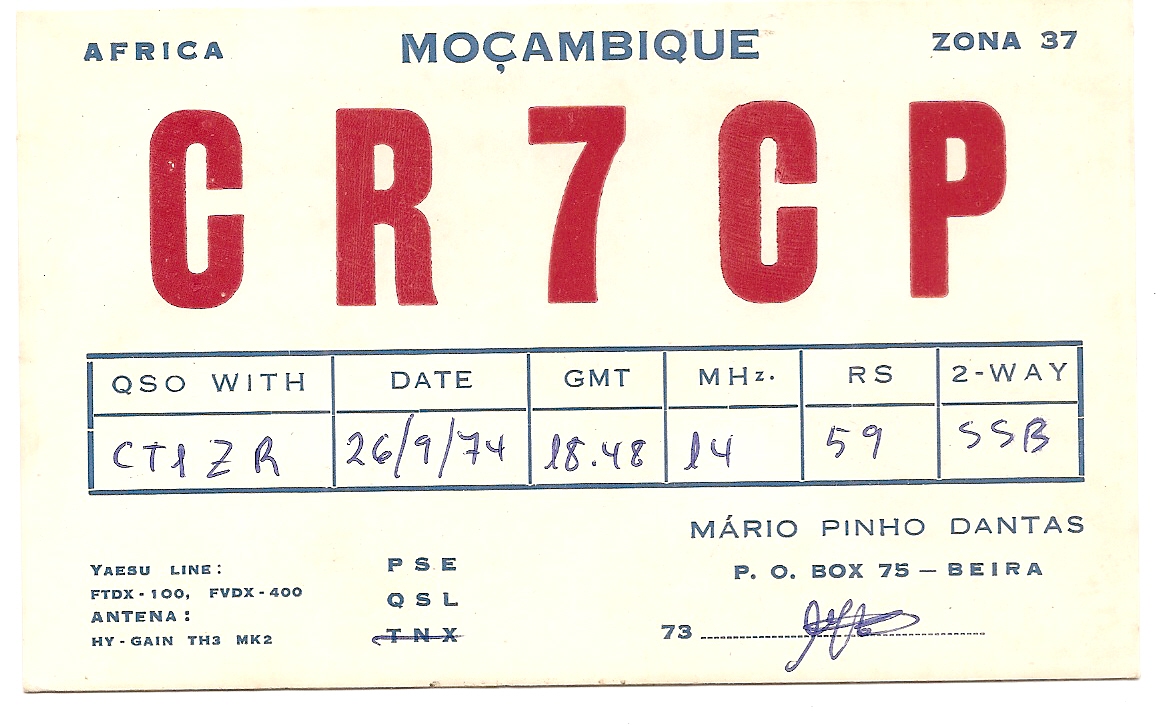 AFRICA MOÇAMBIQUE ZONA 37
CR7CP
QSO WITH DATE GMT MHz. RS 2-WAY
CT1ZR 26/9/74 18.48 14 59 SSB
MÁRIO PINHO DANTAS
P. O. BOX 75 — BEIRA
YAESU LINE:
FTDX-100, FVDX-400
ANTENA:
HY-GAIN TH3 MK2
PSE
QSL
TNX
73